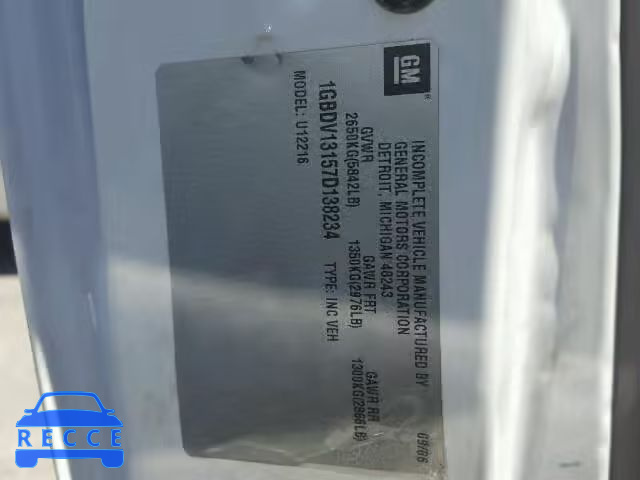 GM
®
INCOMPLETE VEHICLE MANUFACTURED BY
GENERAL MOTORS CORPORATION
DETROIT, MICHIGAN 48243
09/06
GVWR GAWR FRT GAWR RR
2650KG(5842LB) 1350KG(2976LB) 1300KG(2866LB)
1GBDV13157D138234
MODEL: U12216 TYPE: INC VEH
RECCE